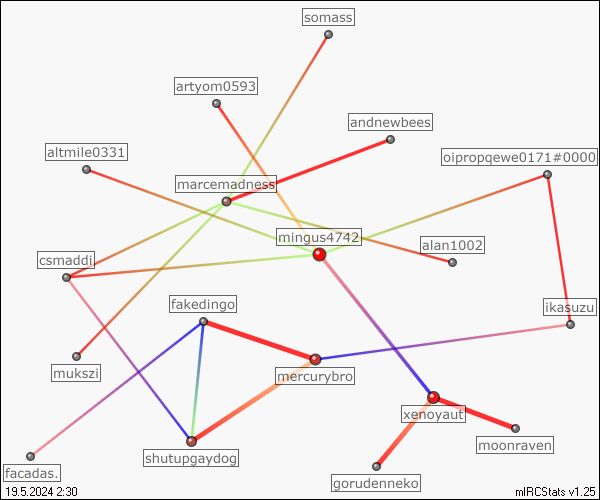 somass
artyom0593
andnewbees
altmile0331
oipropqewe0171#0000
marcemadness
mingus4742
alan1002
csmaddi
fakedingo
ikasuzu
mukszi
mercurybro
xenoyaut
moonraven
shutupgaydog
facadas.
gorudenneko
19.5.2024 2:30
mIRCStats v1.25